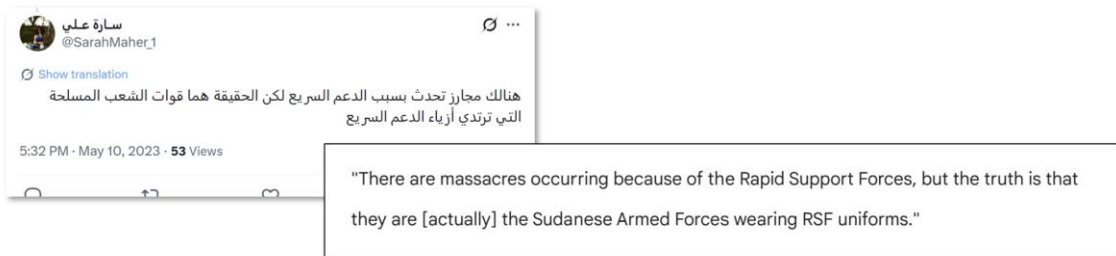 سارة علي
@SarahMaher_1
Show translation
هنالك مجارز تحدث بسبب الدعم السريع لكن الحقيقة هما قوات الشعب المسلحة
التي ترتدي أزياء الدعم السريع
5:32 PM · May 10, 2023 · 53 Views
"There are massacres occurring because of the Rapid Support Forces, but the truth is that
they are [actually] the Sudanese Armed Forces wearing RSF uniforms."